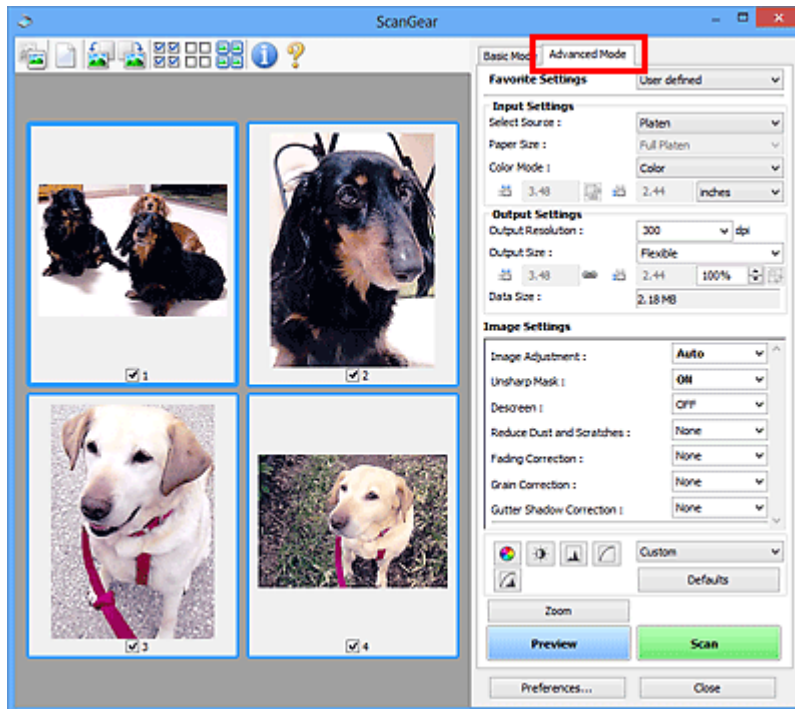 ScanGear
Basic Mode Advanced Mode
Favorite Settings User defined
Input Settings
Select Source : Platen
Paper Size : Full Platen
Color Mode : Color
3.48 2.44 inches
Output Settings
Output Resolution : 300 dpi
Output Size : Flexible
3.48 2.44 100%
Data Size : 2.18 MB
Image Settings
Image Adjustment : Auto
Unsharp Mask : ON
Descreen : OFF
Reduce Dust and Scratches : None
Fading Correction : None
Grain Correction : None
Gutter Shadow Correction : None
Custom
Defaults
Zoom
Preview Scan
Preferences... Close
1
2
3
4